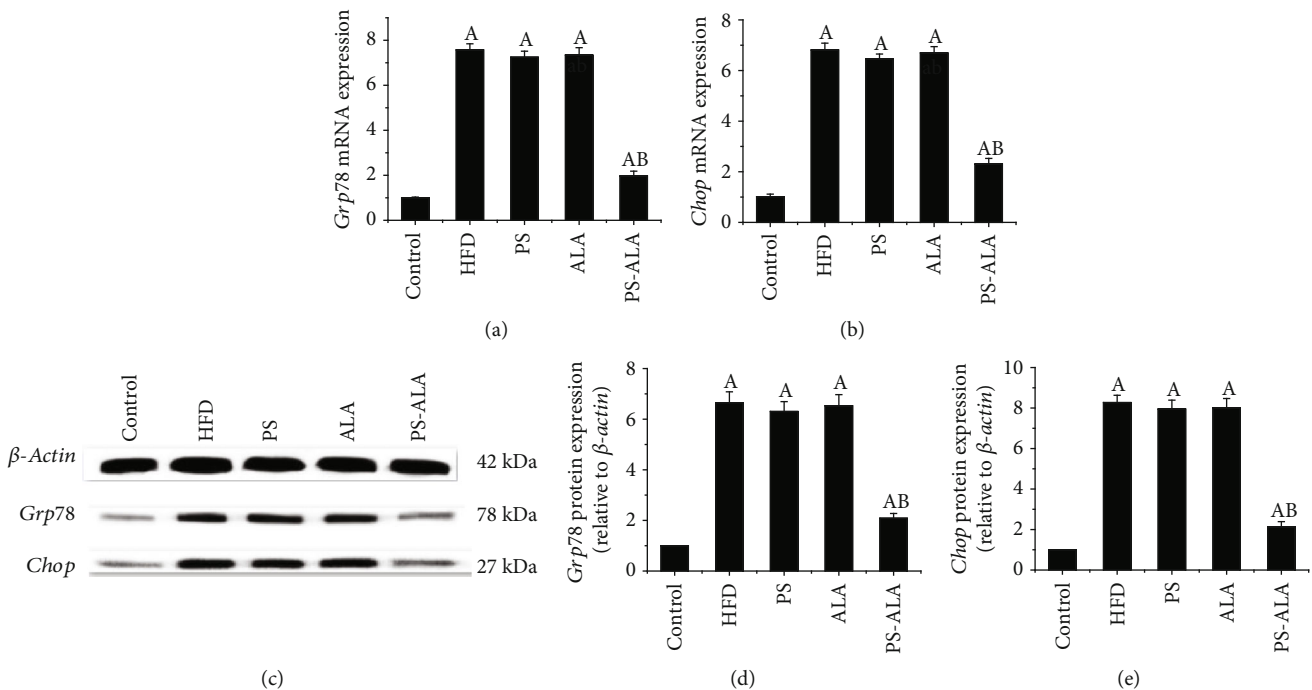 Grp78 mRNA expression
8
6
4
2
0
A
A
A
ab
AB
Control
HFD
PS
ALA
PS-ALA
(a)
Chop mRNA expression
8
6
4
2
0
A
A
A
ab
AB
Control
HFD
PS
ALA
PS-ALA
(b)
Control
HFD
PS
ALA
PS-ALA
β-Actin
42 kDa
Grp78
78 kDa
Chop
27 kDa
(c)
Grp78 protein expression
(relative to β-actin)
8
6
4
2
0
A
A
A
AB
Control
HFD
PS
ALA
PS-ALA
(d)
Chop protein expression
(relative to β-actin)
10
8
6
4
2
0
A
A
A
AB
Control
HFD
PS
ALA
PS-ALA
(e)